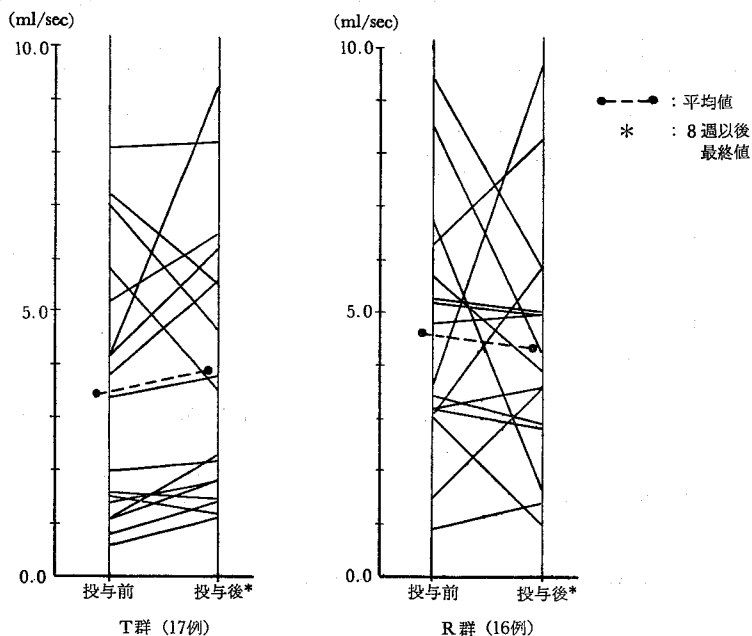 (ml/sec)
10.0
5.0
0.0
投与前
投与後*
T群 (17例)
(ml/sec)
10.0
5.0
0.0
投与前
投与後*
R群 (16例)
: 平均値
* : 8週以後
最終値